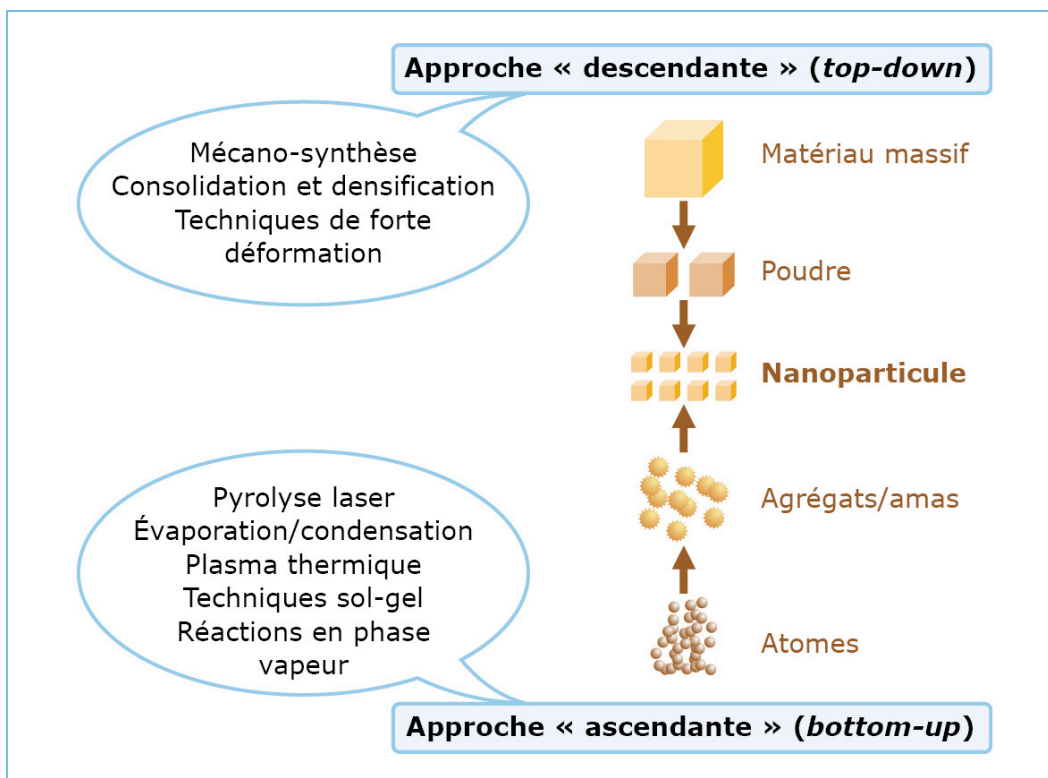 Approche « descendante » (top-down)
Mécano-synthèse
Consolidation et densification
Techniques de forte
déformation
Matériau massif
Poudre
Nanoparticule
Agrégats/amas
Atomes
Pyrolyse laser
Évaporation/condensation
Plasma thermique
Techniques sol-gel
Réactions en phase
vapeur
Approche « ascendante » (bottom-up)